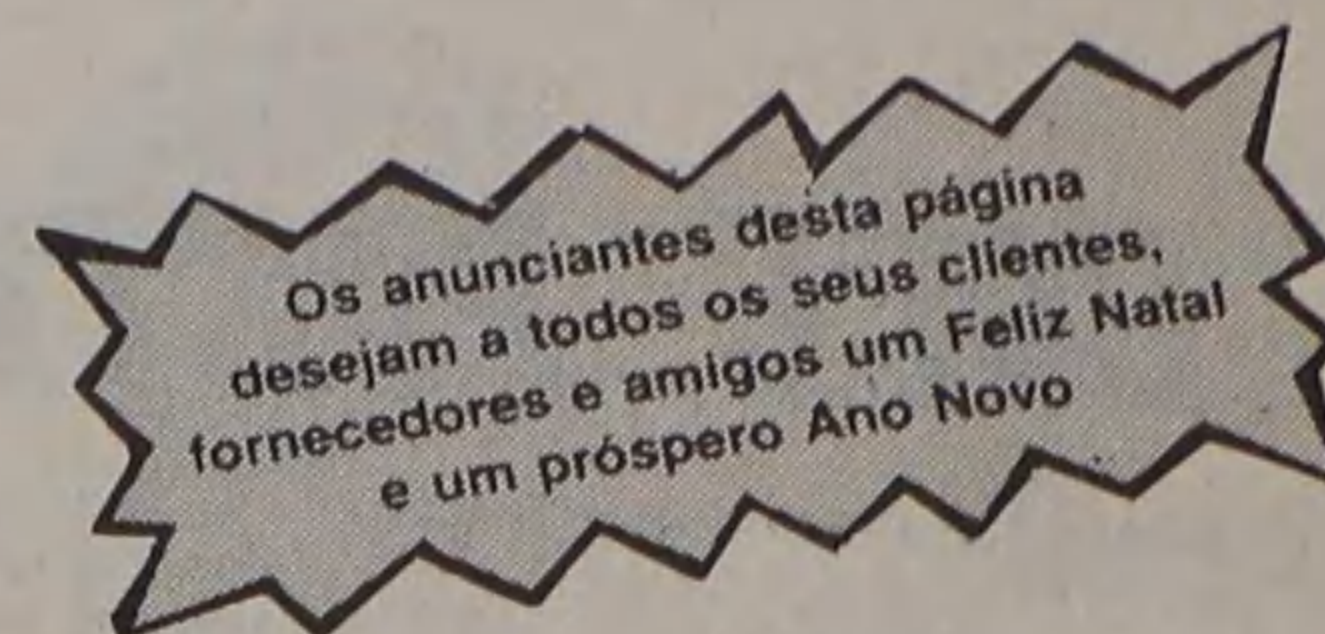 Os anunciantes desta página
desejam a todos os seus clientes,
fornecedores e amigos um Feliz Natal
e um próspero Ano Novo